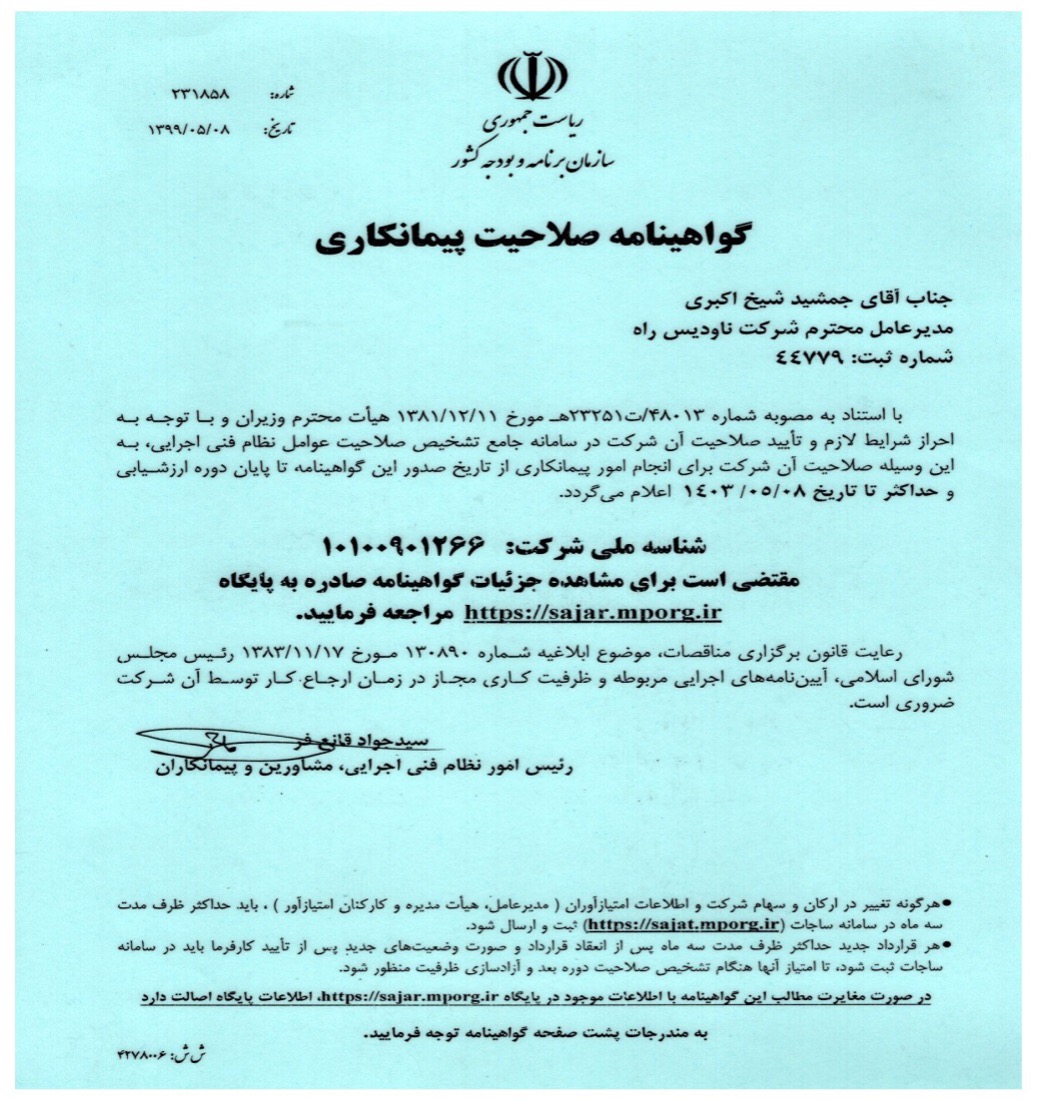 شماره: ۲۳۱۸۵۸
تاریخ: ۱۳۹۹/۰۵/۰۸
ریاست جمهوری
سازمان برنامه و بودجه کشور
گواهینامه صلاحیت پیمانکاری
جناب آقای جمشید شیخ اکبری
مدیرعامل محترم شرکت ناودیس راه
شماره ثبت: ٤٤٧٧٩
با استناد به مصوبه شماره ۴۸۰۱۳/ت۲۳۲۵۱هـ مورخ ۱۳۸۱/۱۲/۱۱ هیأت محترم وزیران و با توجه به
احراز شرایط لازم و تأیید صلاحیت آن شرکت در سامانه جامع تشخیص صلاحیت عوامل نظام فنی اجرایی، به
این وسیله صلاحیت آن شرکت برای انجام امور پیمانکاری از تاریخ صدور این گواهینامه تا پایان دوره ارزشیابی
و حداکثر تا تاریخ ۱٤۰۳/۰۵/۰۸ اعلام می‌گردد.
شناسه ملی شرکت: ۱۰۱۰۰۹۰۱۲۶۶
مقتضی است برای مشاهده جزئیات گواهینامه صادره به پایگاه
https://sajar.mporg.ir مراجعه فرمایید.
رعایت قانون برگزاری مناقصات، موضوع ابلاغیه شماره ۱۳۰۸۹۰ مورخ ۱۳۸۳/۱۱/۱۷ رئیس مجلس
شورای اسلامی، آیین‌نامه‌های اجرایی مربوطه و ظرفیت کاری مجاز در زمان ارجاع کار توسط آن شرکت
ضروری است.
سیدجواد قانع فر
رئیس امور نظام فنی اجرایی، مشاورین و پیمانکاران
●هرگونه تغییر در ارکان و سهام شرکت و اطلاعات امتیازآوران ( مدیرعامل، هیأت مدیره و کارکنان امتیازآور ) ، باید حداکثر ظرف مدت
سه ماه در سامانه ساجات (https://sajat.mporg.ir) ثبت و ارسال شود.
●هر قرارداد جدید حداکثر ظرف مدت سه ماه پس از انعقاد قرارداد و صورت وضعیت‌های جدید پس از تأیید کارفرما باید در سامانه
ساجات ثبت شود، تا امتیاز آنها هنگام تشخیص صلاحیت دوره بعد و آزادسازی ظرفیت منظور شود.
در صورت مغایرت مطالب این گواهینامه با اطلاعات موجود در پایگاه https://sajar.mporg.ir، اطلاعات پایگاه اصالت دارد
به مندرجات پشت صفحه گواهینامه توجه فرمایید.
ش ش: ۴۲۷۸۰۰۶